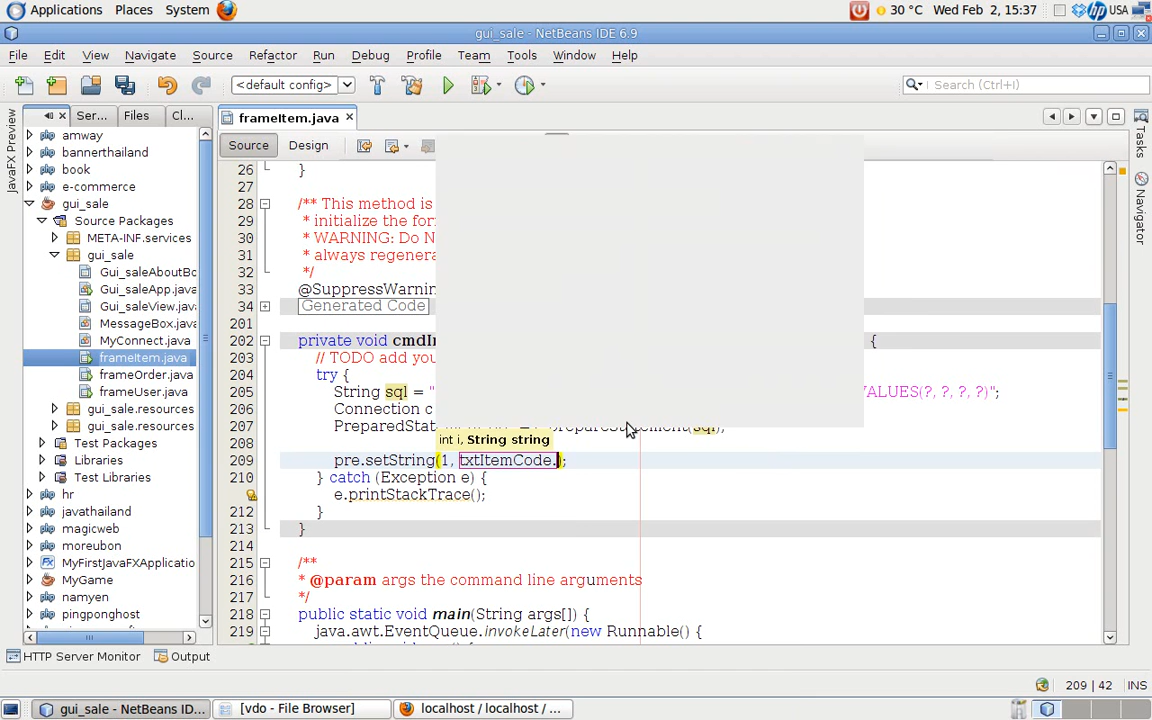 Applications Places System 30 °C Wed Feb 2, 15:37 USA
gui_sale - NetBeans IDE 6.9
File Edit View Navigate Source Refactor Run Debug Profile Team Tools Window Help
<default config> Search (Ctrl+I)
Ser... Files Cl... frameItem.java
JavaFX Preview
Tasks
Navigator
Source Design
amway
bannerthailand
book
e-commerce
gui_sale
Source Packages
META-INF.services
gui_sale
Gui_saleAboutBo
Gui_saleApp.java
Gui_saleView.java
MessageBox.java
MyConnect.java
frameItem.java
frameOrder.java
frameUser.java
gui_sale.resources
gui_sale.resources
Test Packages
Libraries
Test Libraries
hr
javathailand
magicweb
moreubon
MyFirstJavaFXApplicatio
MyGame
namyen
pingponghost
26 }
27
28 /** This method is
29 * initialize the for
30 * WARNING: Do N
31 * always regenera
32 */
33 @SuppressWarnin
34 Generated Code
201
202 private void cmdI {
203 // TODO add you
204 try {
205 String sql = " VALUES(?, ?, ?, ?)";
206 Connection c
207 PreparedStat
int i, String string
208
209 pre.setString(1, txtItemCode.);
210 } catch (Exception e) {
e.printStackTrace();
212 }
213 }
214
215 /**
216 * @param args the command line arguments
217 */
218 public static void main(String args[]) {
219 java.awt.EventQueue.invokeLater(new Runnable() {
HTTP Server Monitor Output
209 | 42 INS
gui_sale - NetBeans ID... [vdo - File Browser] localhost / localhost / ...